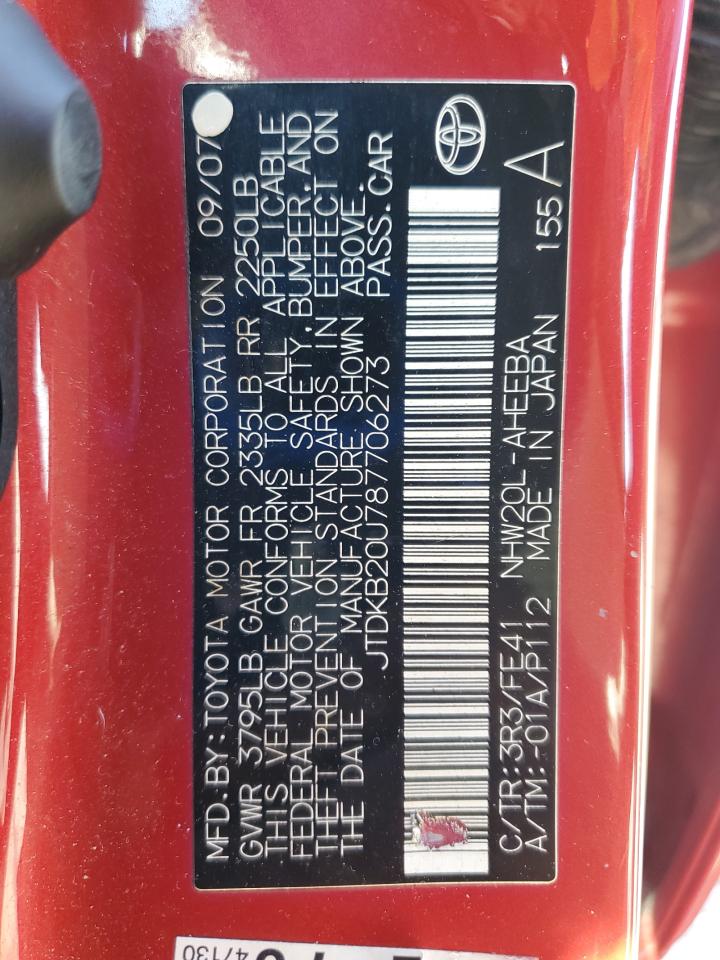 MFD.BY:TOYOTA MOTOR CORPORATION 09/07
GVWR 3795LB GAWR FR 2335LB RR 2250LB
THIS VEHICLE CONFORMS TO ALL APPLICABLE
FEDERAL MOTOR VEHICLE SAFETY,BUMPER,AND
THEFT PREVENTION STANDARDS IN EFFECT ON
THE DATE OF MANUFACTURE SHOWN ABOVE.
JTDKB20U787706273 PASS.CAR
C/TR:3R3/FE41 NHW20L-AHEEBA
A/TM:-01A/P112 MADE IN JAPAN 155 A
47130